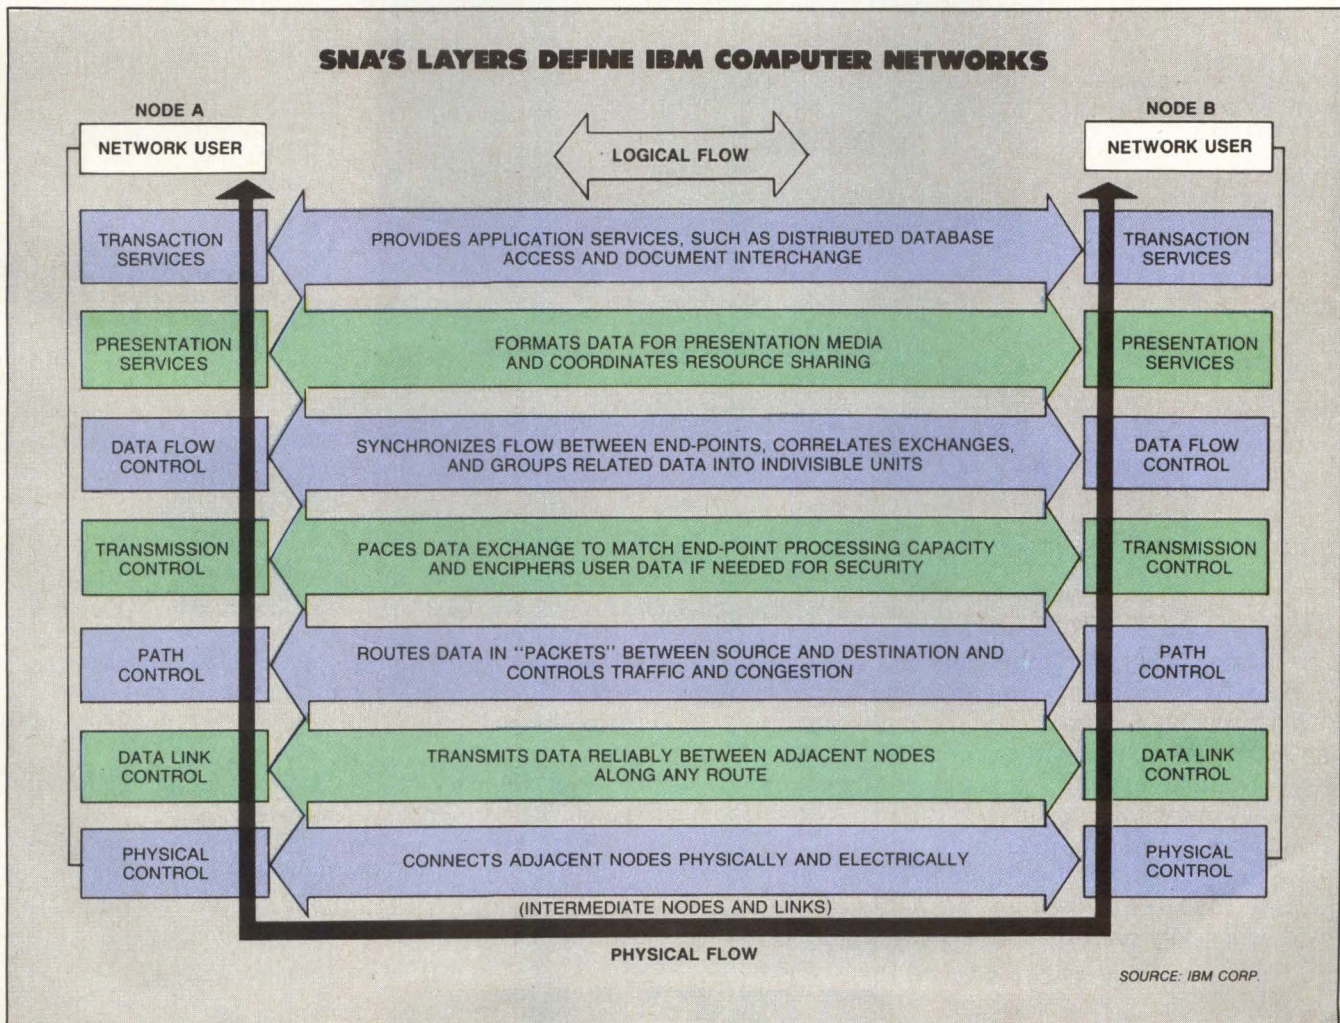 SNA'S LAYERS DEFINE IBM COMPUTER NETWORKS
NODE A
NODE B
NETWORK USER
LOGICAL FLOW
NETWORK USER
TRANSACTION
SERVICES
PROVIDES APPLICATION SERVICES, SUCH AS DISTRIBUTED DATABASE
ACCESS AND DOCUMENT INTERCHANGE
TRANSACTION
SERVICES
PRESENTATION
SERVICES
FORMATS DATA FOR PRESENTATION MEDIA
AND COORDINATES RESOURCE SHARING
PRESENTATION
SERVICES
DATA FLOW
CONTROL
SYNCHRONIZES FLOW BETWEEN END-POINTS, CORRELATES EXCHANGES,
AND GROUPS RELATED DATA INTO INDIVISIBLE UNITS
DATA FLOW
CONTROL
TRANSMISSION
CONTROL
PACES DATA EXCHANGE TO MATCH END-POINT PROCESSING CAPACITY
AND ENCIPHERS USER DATA IF NEEDED FOR SECURITY
TRANSMISSION
CONTROL
PATH
CONTROL
ROUTES DATA IN "PACKETS" BETWEEN SOURCE AND DESTINATION AND
CONTROLS TRAFFIC AND CONGESTION
PATH
CONTROL
DATA LINK
CONTROL
TRANSMITS DATA RELIABLY BETWEEN ADJACENT NODES
ALONG ANY ROUTE
DATA LINK
CONTROL
PHYSICAL
CONTROL
CONNECTS ADJACENT NODES PHYSICALLY AND ELECTRICALLY
PHYSICAL
CONTROL
(INTERMEDIATE NODES AND LINKS)
PHYSICAL FLOW
SOURCE: IBM CORP.